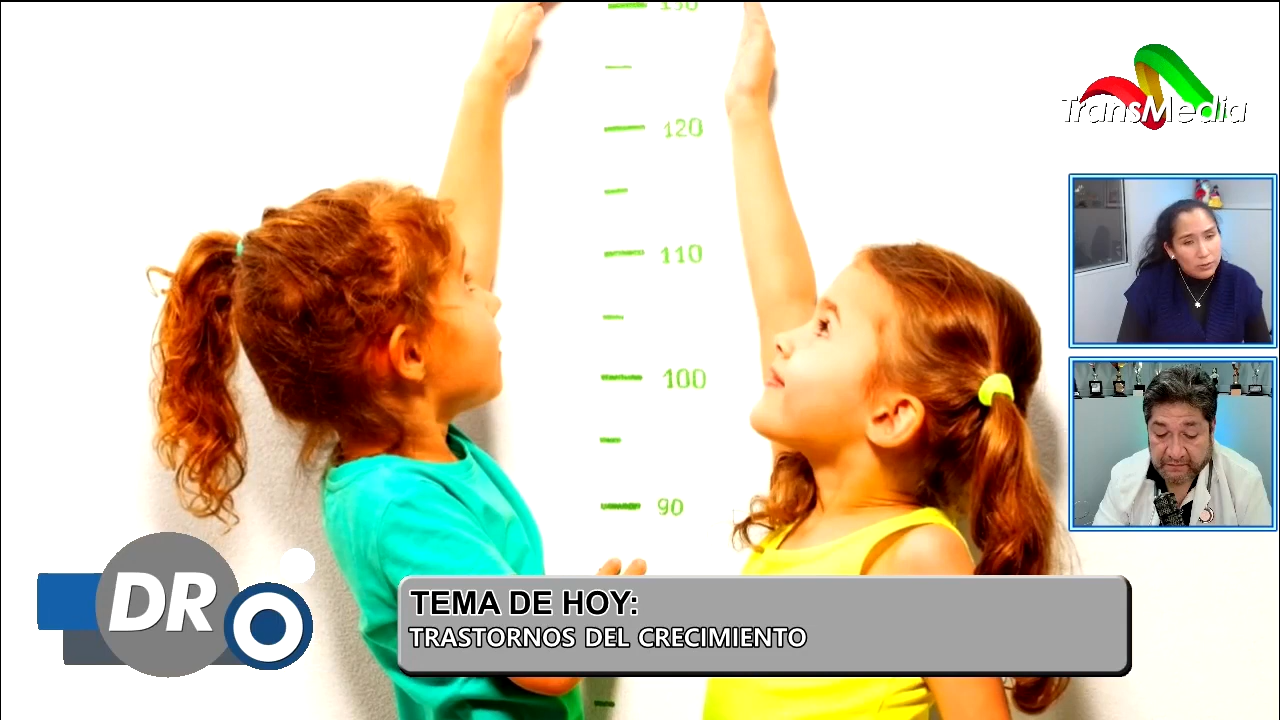 130
TransMedia
120
110
100
90
DR
TEMA DE HOY:
TRASTORNOS DEL CRECIMIENTO